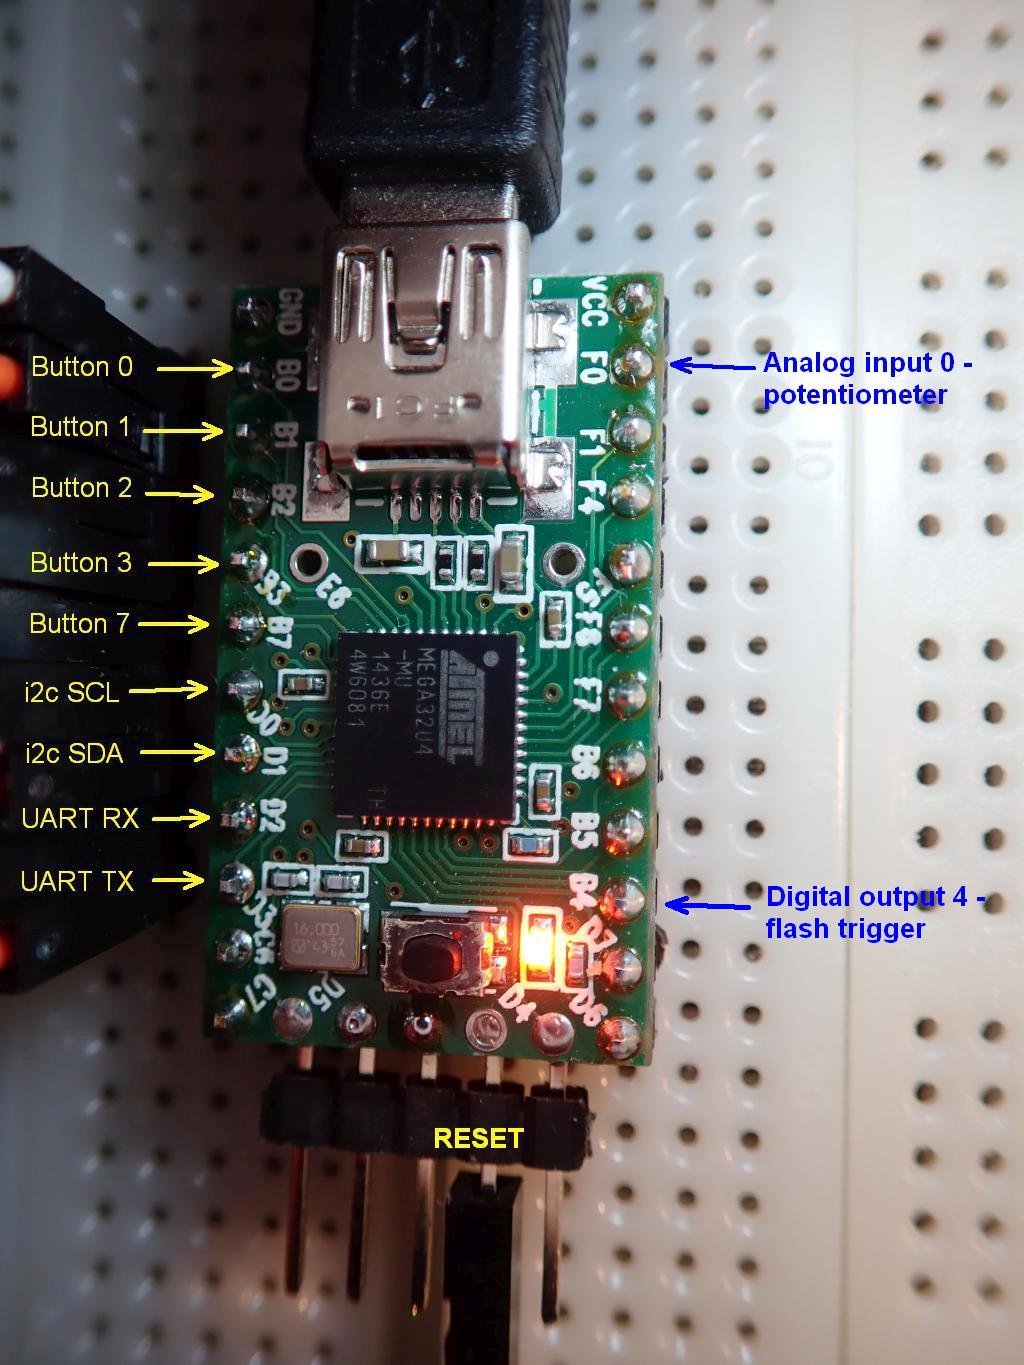 GND
VCC
Button 0
B0
F0
Analog input 0 -
potentiometer
FCI
Button 1
B1
F1
Button 2
B2
F4
Button 3
B3
E6
F5
Button 7
B7
F6
i2c SCL
D0
F7
ATMEL
MEGA32U4
-MU
1436E
4W6081
TH
i2c SDA
D1
B6
UART RX
D2
B5
UART TX
D3
B4
Digital output 4 -
flash trigger
16.000
D7
C6
C7
D5
D4
D6
RESET